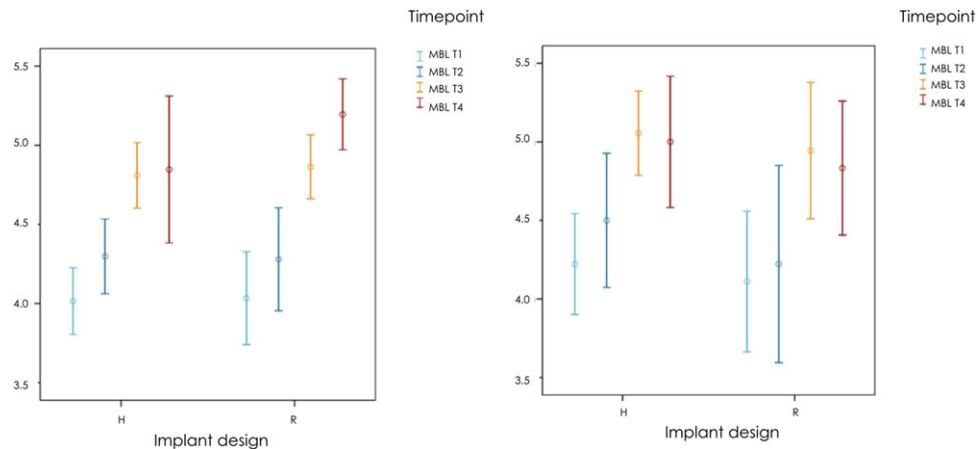 Timepoint
MBL T1
MBL T2
MBL T3
MBL T4
5.5
5.0
4.5
4.0
3.5
H
R
Implant design
Timepoint
MBL T1
MBL T2
MBL T3
MBL T4
5.5
5.0
4.5
4.0
3.5
H
R
Implant design